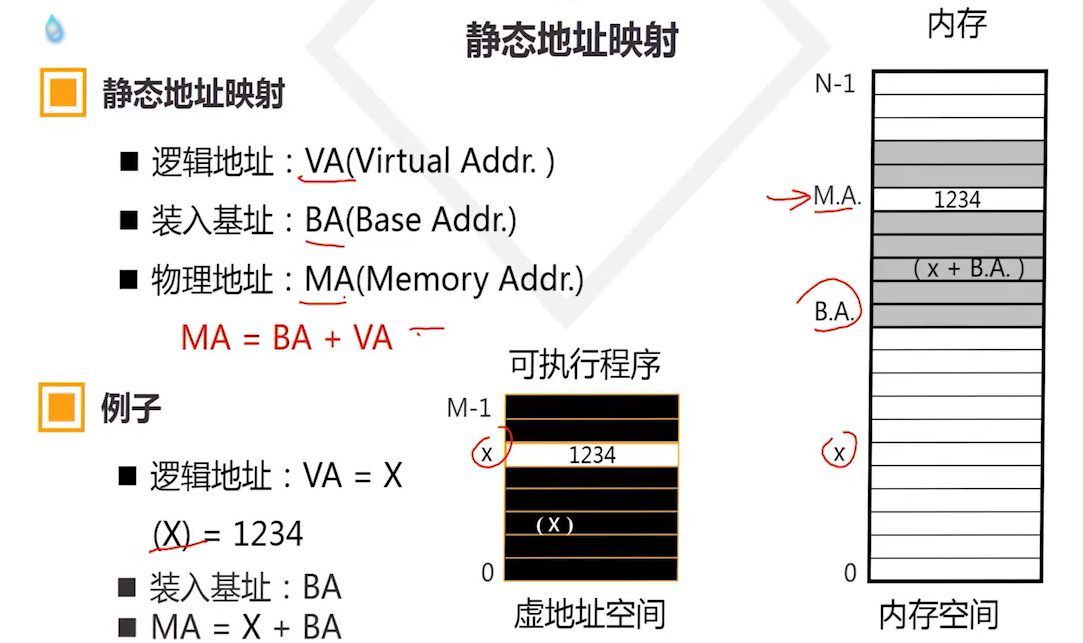 静态地址映射
内存
静态地址映射
逻辑地址：VA(Virtual Addr. )
装入基址：BA(Base Addr.)
物理地址：MA(Memory Addr.)
MA = BA + VA
例子
逻辑地址：VA = X
(X) = 1234
装入基址：BA
MA = X + BA
可执行程序
M-1
x 1234
(X)
0
虚地址空间
N-1
M.A. 1234
(x + B.A.)
B.A.
x
0
内存空间